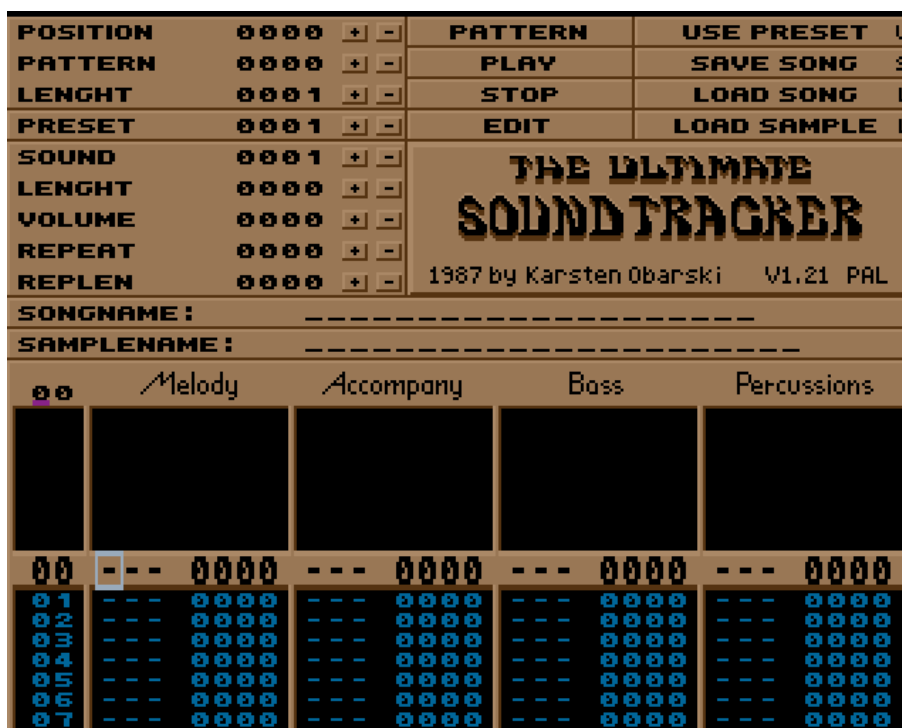 POSITION 0000 + - PATTERN USE PRESET
PATTERN 0000 + - PLAY SAVE SONG
LENGHT 0001 + - STOP LOAD SONG
PRESET 0001 + - EDIT LOAD SAMPLE
SOUND 0001 + -
LENGHT 0000 + -
VOLUME 0000 + -
REPEAT 0000 + -
REPLEN 0000 + -
THE ULTIMATE
SOUNDTRACKER
1987 by Karsten Obarski V1.21 PAL
SONGNAME: ____________________
SAMPLENAME: ______________________
00 Melody Accompany Bass Percussions
00 --- 0000 --- 0000 --- 0000 --- 0000
01 --- 0000 --- 0000 --- 0000 --- 0000
02 --- 0000 --- 0000 --- 0000 --- 0000
03 --- 0000 --- 0000 --- 0000 --- 0000
04 --- 0000 --- 0000 --- 0000 --- 0000
05 --- 0000 --- 0000 --- 0000 --- 0000
06 --- 0000 --- 0000 --- 0000 --- 0000
07 --- 0000 --- 0000 --- 0000 --- 0000